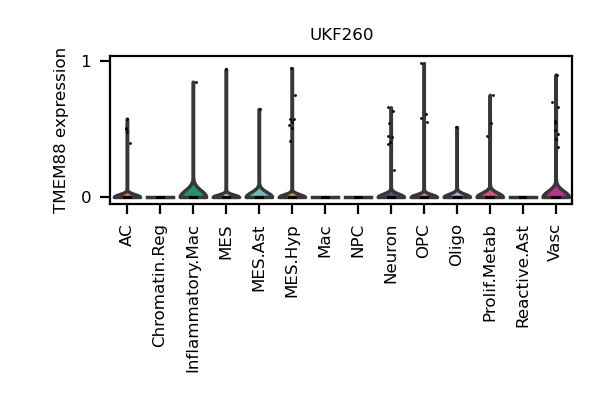 UKF260
TMEM88 expression
1
0
AC
Chromatin.Reg
Inflammatory.Mac
MES
MES.Ast
MES.Hyp
Mac
NPC
Neuron
OPC
Oligo
Prolif.Metab
Reactive.Ast
Vasc